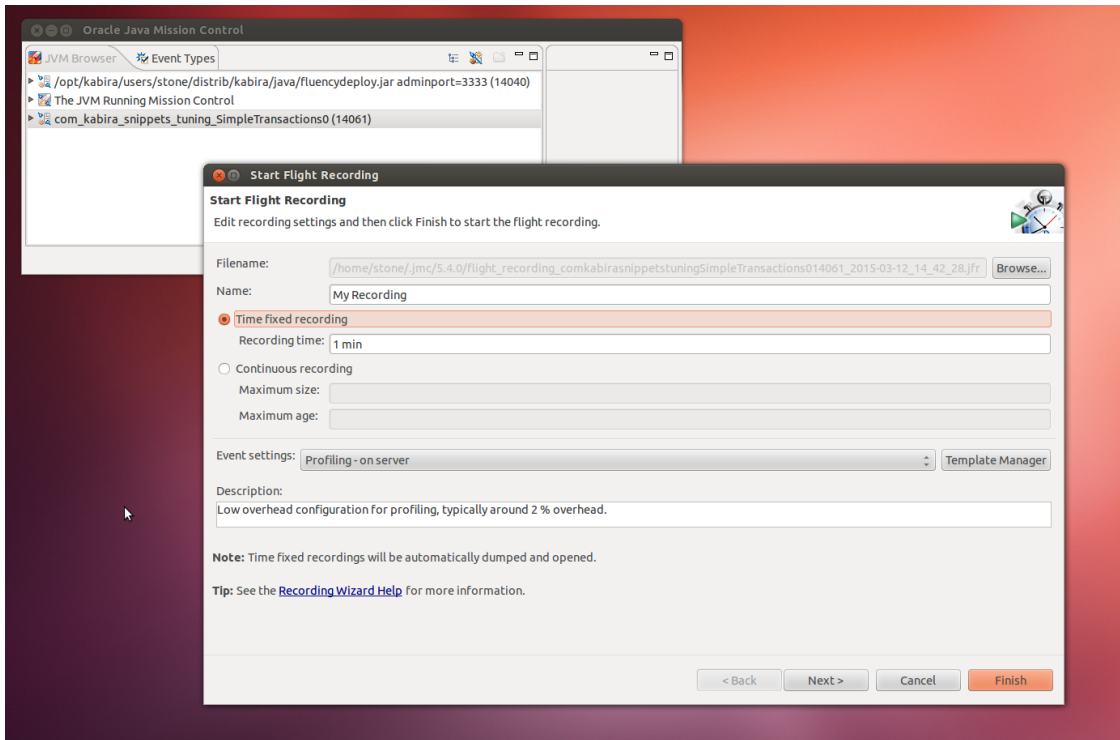 Oracle Java Mission Control
JVM Browser Event Types
/opt/kabira/users/stone/distrib/kabira/java/fluencydeploy.jar adminport=3333 (14040)
The JVM Running Mission Control
com_kabira_snippets_tuning_SimpleTransactions0 (14061)
Start Flight Recording
Start Flight Recording
Edit recording settings and then click Finish to start the flight recording.
Filename: /home/stone/.jmc/5.4.0/flight_recording_comkabirasnippetstuningSimpleTransactions014061_2015-03-12_14_42_28.jfr Browse...
Name: My Recording
Time fixed recording
Recording time: 1 min
Continuous recording
Maximum size:
Maximum age:
Event settings: Profiling - on server Template Manager
Description:
Low overhead configuration for profiling, typically around 2 % overhead.
Note: Time fixed recordings will be automatically dumped and opened.
Tip: See the Recording Wizard Help for more information.
< Back Next > Cancel Finish